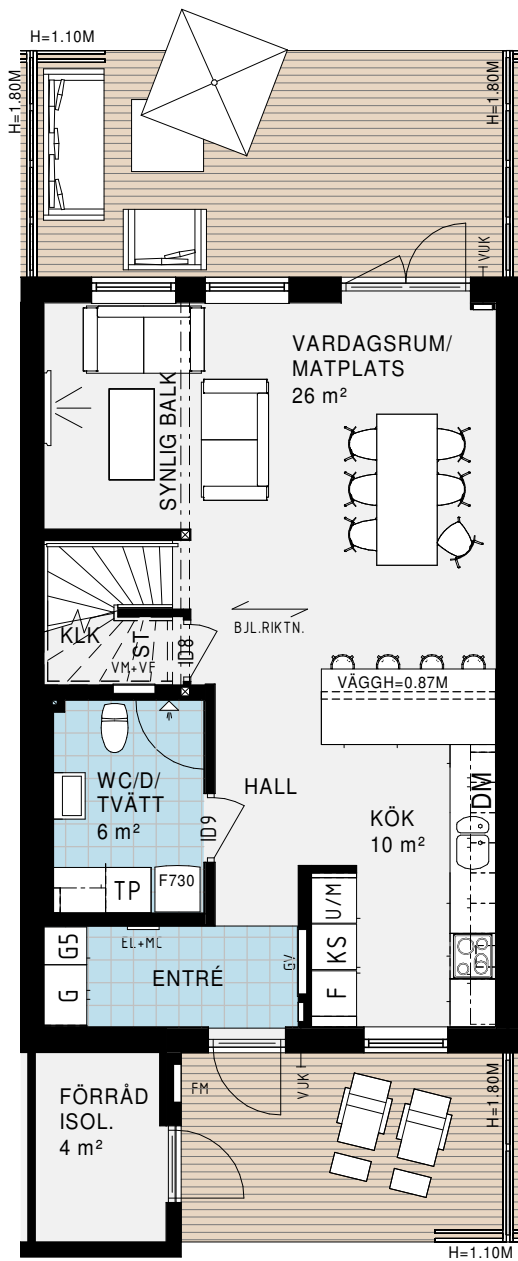 H=1.10M
H=1.80M
H=1.80M
VUK
VARDAGSRUM/
MATPLATS
26 m²
SYNLIG BALK
BJL.RIKTN.
KLK
ST
ID8
VM+VF
VÄGGH=0.87M
WC/D/
TVÄTT
6 m²
HALL
DM
KÖK
10 m²
ID9
TP
F730
U/M
KS
F
G5
G
EL+MC
ENTRÉ
GV
FM
VUK
FÖRRÅD
ISOL.
4 m²
H=1.80M
H=1.10M